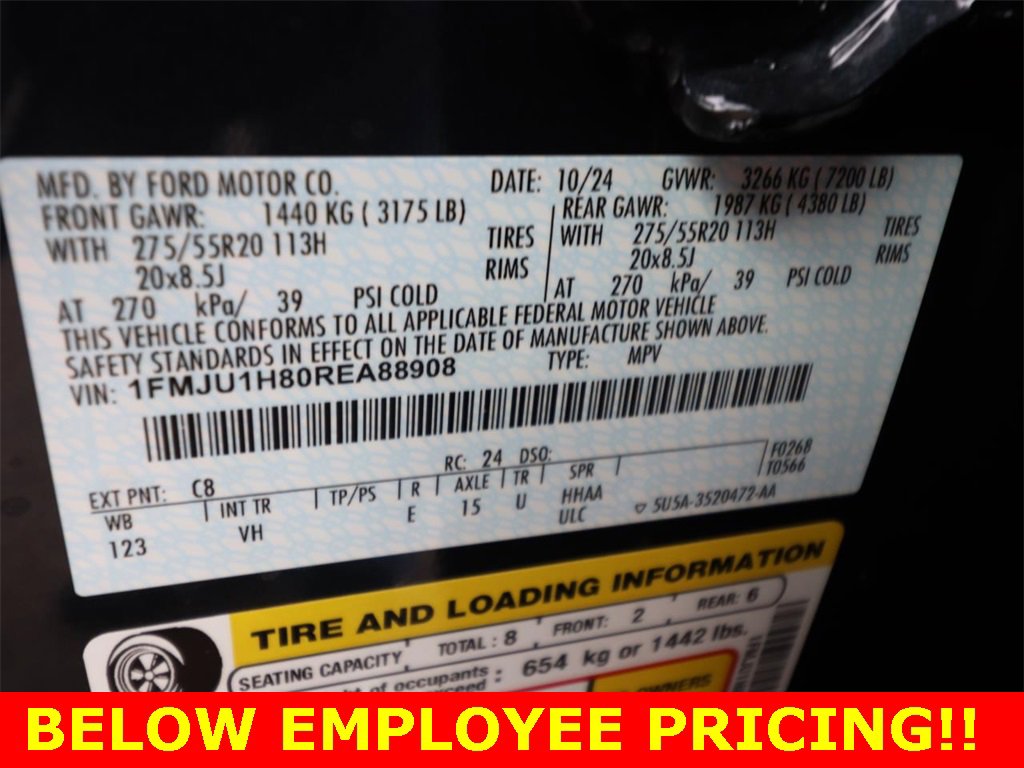 MFD. BY FORD MOTOR CO. DATE: 10/24 GVWR: 3266 KG ( 7200 LB)
FRONT GAWR: 1440 KG ( 3175 LB) REAR GAWR: 1987 KG ( 4380 LB)
WITH 275/55R20 113H TIRES WITH 275/55R20 113H TIRES
20x8.5J RIMS 20x8.5J RIMS
AT 270 kPa/ 39 PSI COLD AT 270 kPa/ 39 PSI COLD
THIS VEHICLE CONFORMS TO ALL APPLICABLE FEDERAL MOTOR VEHICLE
SAFETY STANDARDS IN EFFECT ON THE DATE OF MANUFACTURE SHOWN ABOVE.
VIN: 1FMJU1H80REA88908 TYPE: MPV
F0268
T0566
EXT PNT: C8 RC: 24 DSO:
WB INT TR TP/PS R AXLE TR SPR
123 VH E 15 U HHAA
ULC 5U5A-3520472-AA
TIRE AND LOADING INFORMATION
SEATING CAPACITY TOTAL : 8 FRONT: 2 REAR: 6
of occupants : 654 kg or 1442 lbs.
OWNERS
BELOW EMPLOYEE PRICING!!